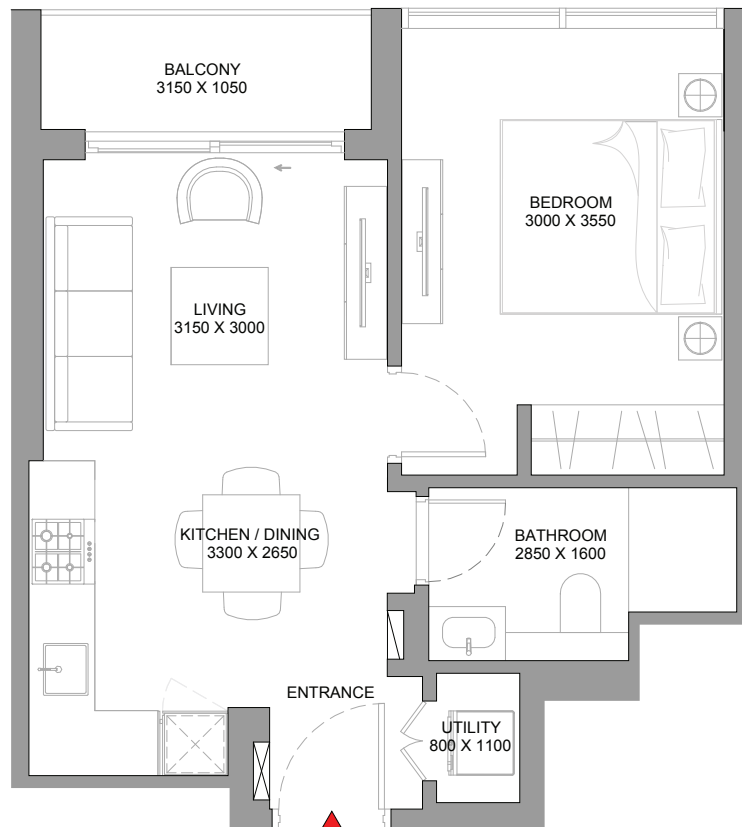 BALCONY
3150 X 1050
BEDROOM
3000 X 3550
LIVING
3150 X 3000
KITCHEN / DINING
3300 X 2650
BATHROOM
2850 X 1600
ENTRANCE
UTILITY
800 X 1100